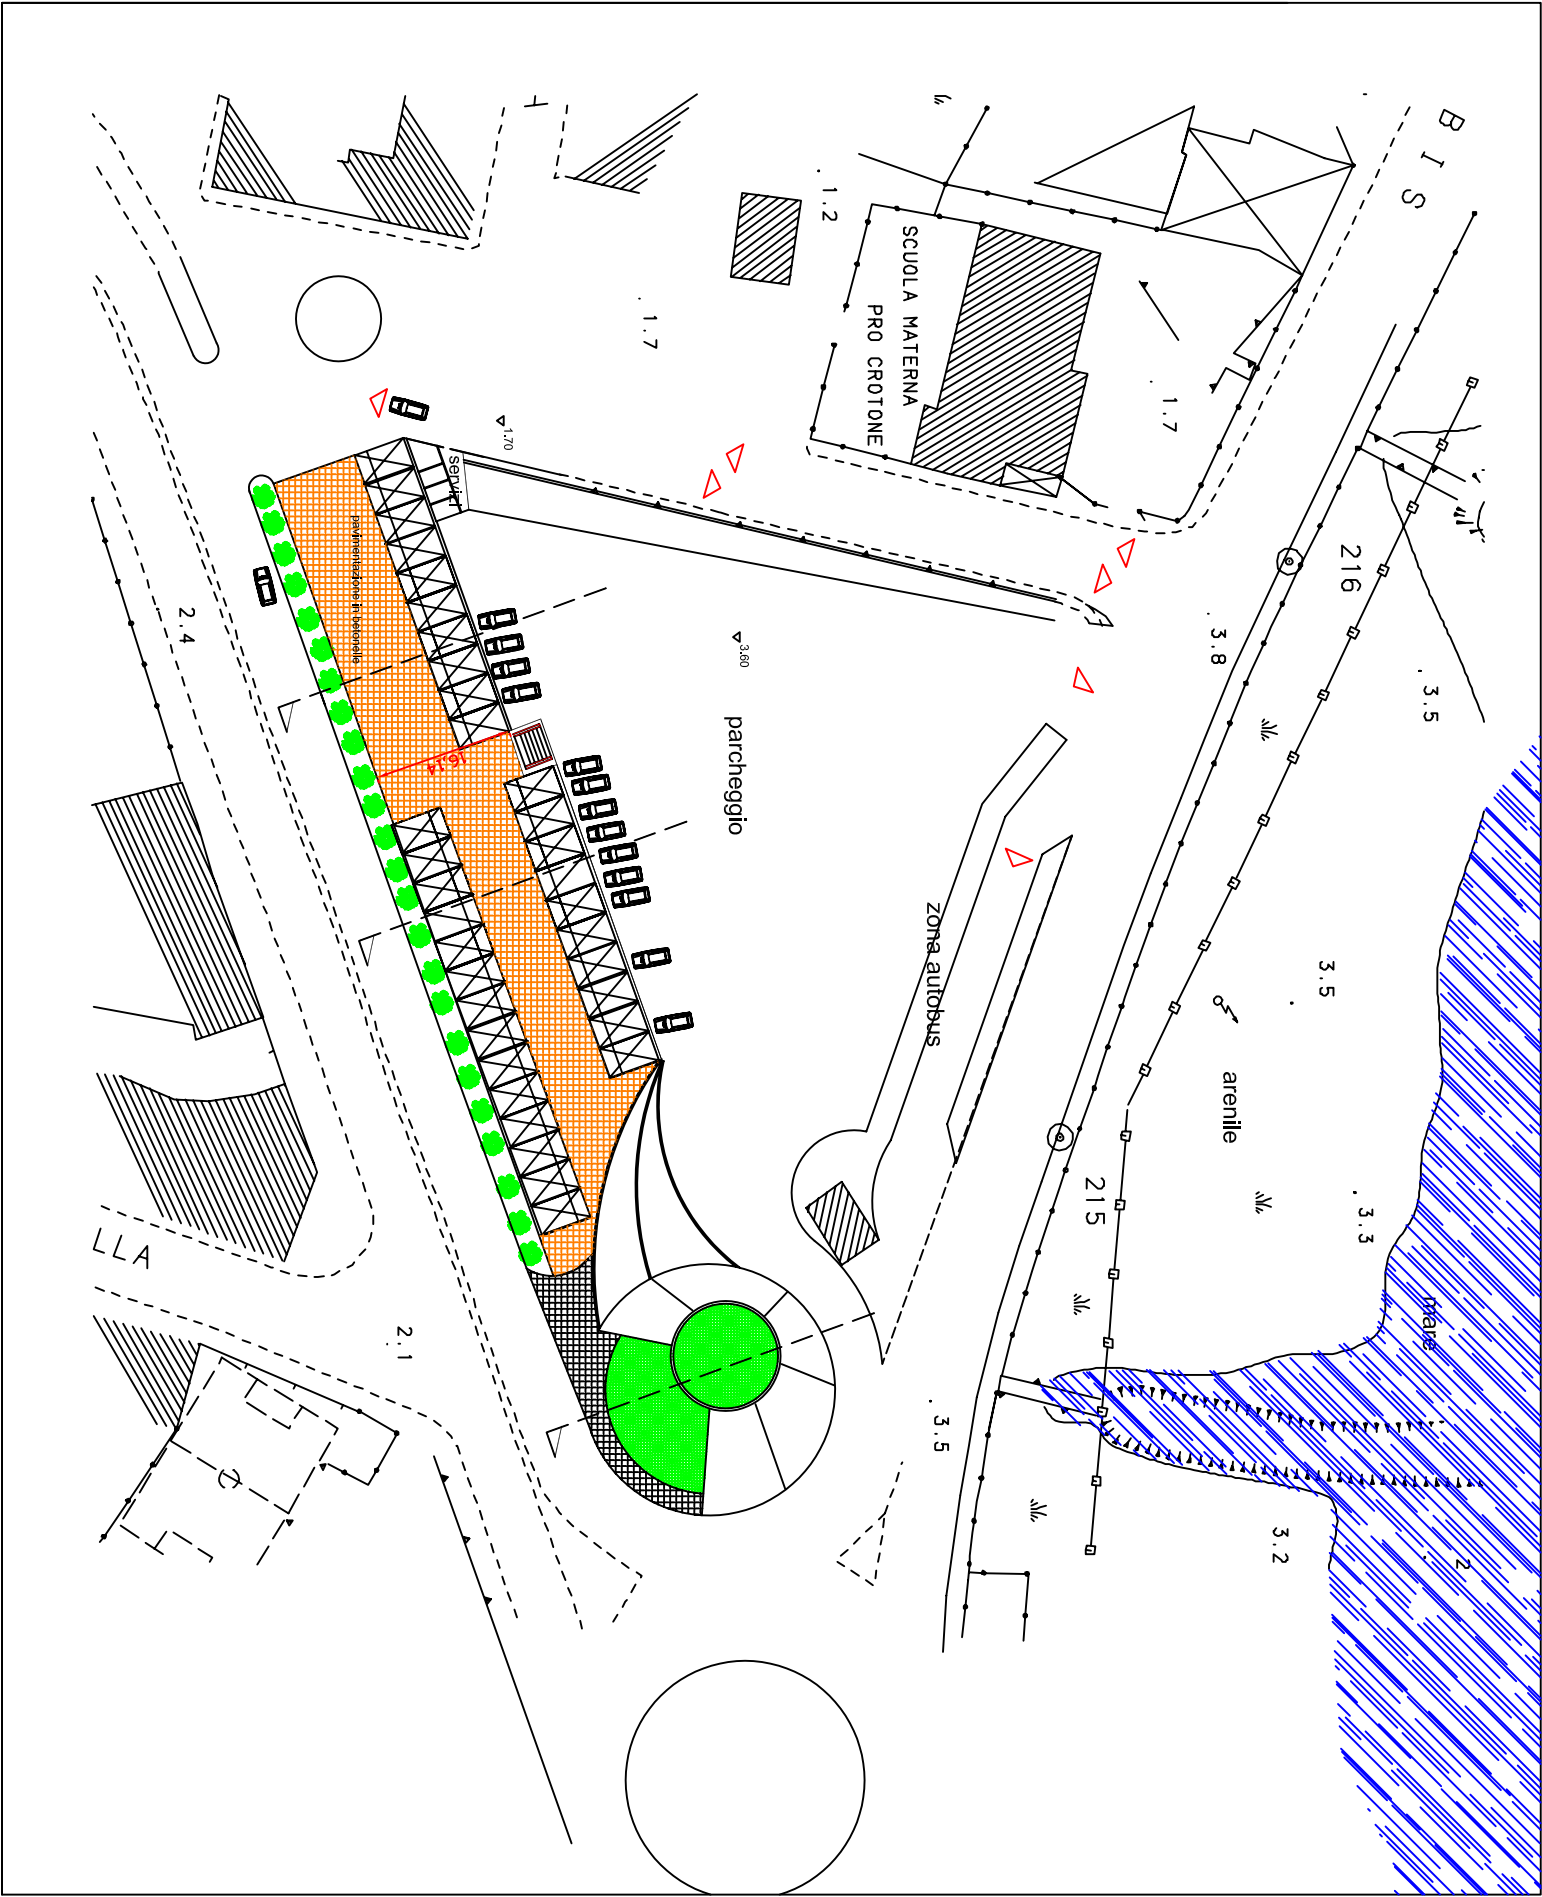 BIS
1.2
SCUOLA MATERNA
PRO CROTONE
1.7
1.7
1.70
servizi
pavimentazione in betonelle
216
3.8
3.5
3.60
2.4
parcheggio
16,14
zona autobus
3.5
arenile
215
3.3
mare
LLA
2.1
3.5
3.2
2